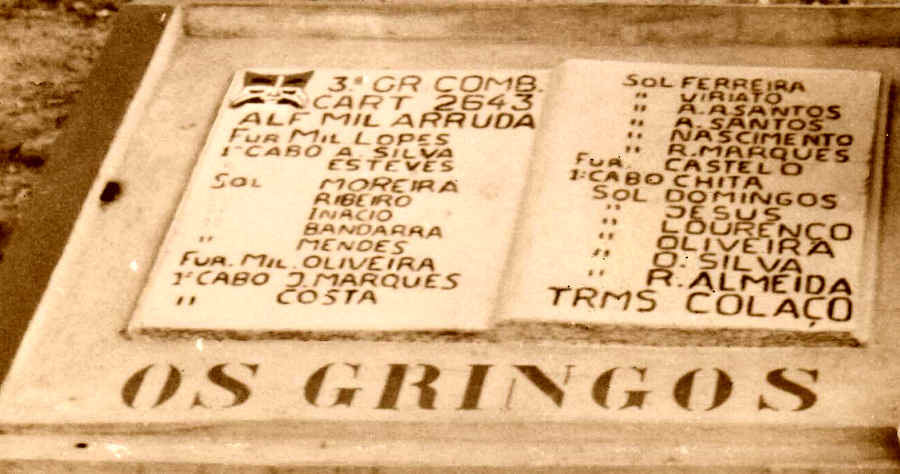 3.º GR COMB.
CART 2643
ALF MIL ARRUDA
FUR MIL LOPES
1º CABO A. SILVA
ESTEVES
SOL MOREIRA
RIBEIRO
INACIO
BANDARRA
" MENDES
FUR. MIL. OLIVEIRA
1º CABO J. MARQUES
" COSTA
SOL FERREIRA
" VIRIATO
" A. A SANTOS
" A. SANTOS
" NASCIMENTO
" R. MARQUES
FUR. CASTELO
1º CABO CHITA
SOL DOMINGOS
" JESUS
" LOURENÇO
" OLIVEIRA
" O. SILVA
" R. ALMEIDA
TRMS COLAÇO
OS GRINGOS